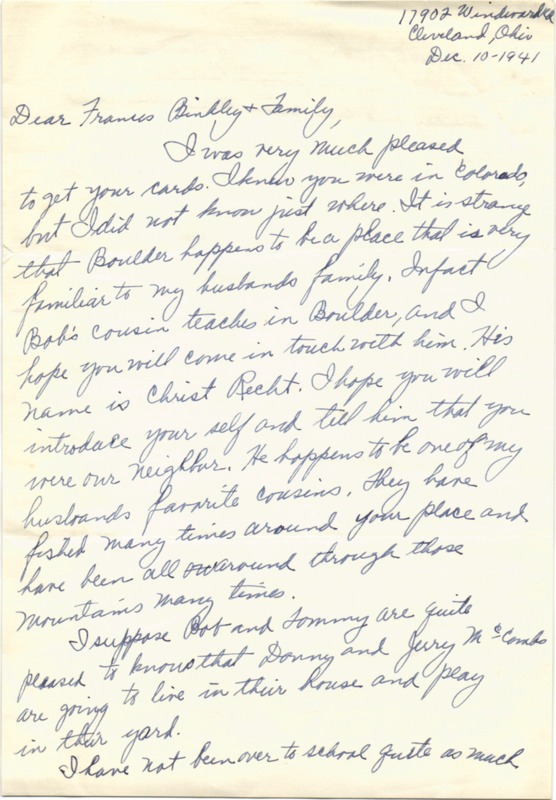 17902 Windward Rd
Cleveland, Ohio
Dec. 10-1941
Dear Frances Binkley & Family,
I was very much pleased
to get your cards. I knew you were in Colorado,
but I did not know just where. It is strange
that Boulder happens to be a place that is very
familiar to my husbands family. Infact
Bob's cousin teaches in Boulder, and I
hope you will come in touch with him. His
name is Christ Recht. I hope you will
introduce your self and tell him that you
were our neighbur. He happens to be one of my
husbands favorite cousins. They have
fished many times around your place and
have been all around through those
Mountains many times.
I suppose Bob and Tommy are quite
pleased to know that Danny and Jerry McCombs
are going to live in their house and play
in their yard.
I have not been over to school quite as much